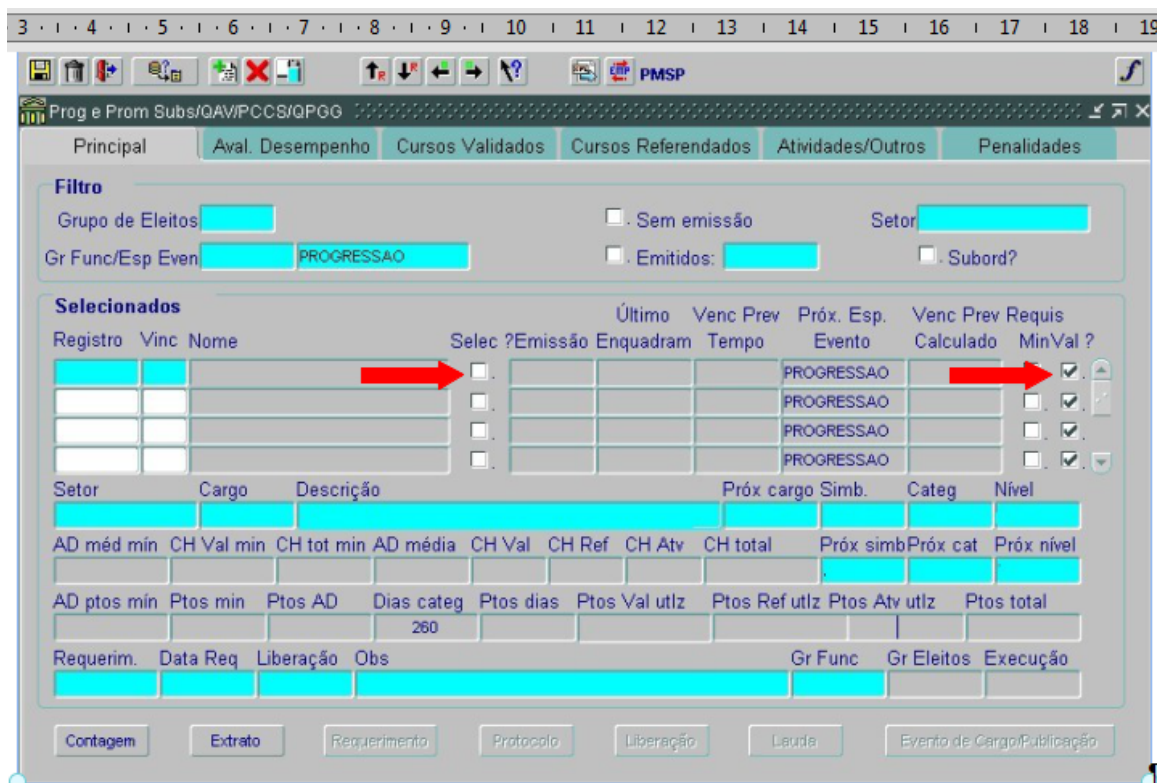 3 4 5 6 7 8 9 10 11 12 13 14 15 16 17 18 19
PMSP
Prog e Prom Subs/QAV/PCCS/QPGG
Principal Aval. Desempenho Cursos Validados Cursos Referendados Atividades/Outros Penalidades
Filtro
Grupo de Eleitos . Sem emissão Setor
Gr Func/Esp Even PROGRESSAO . Emitidos: . Subord?
Selecionados
Último Venc Prev Próx. Esp. Venc Prev Requis
Registro Vinc Nome Selec ?Emissão Enquadram Tempo Evento Calculado MinVal ?
PROGRESSAO
PROGRESSAO
PROGRESSAO
PROGRESSAO
Setor Cargo Descrição Próx cargo Simb. Categ Nível
AD méd mín CH Val min CH tot min AD média CH Val CH Ref CH Atv CH total Próx simb Próx cat Próx nível
AD ptos mín Ptos min Ptos AD Dias categ Ptos dias Ptos Val utlz Ptos Ref utlz Ptos Atv utlz Ptos total
260
Requerim. Data Req Liberação Obs Gr Func Gr Eleitos Execução
Contagem Extrato Requerimento Protocolo Liberação Lauda Evento de Cargo/Publicação